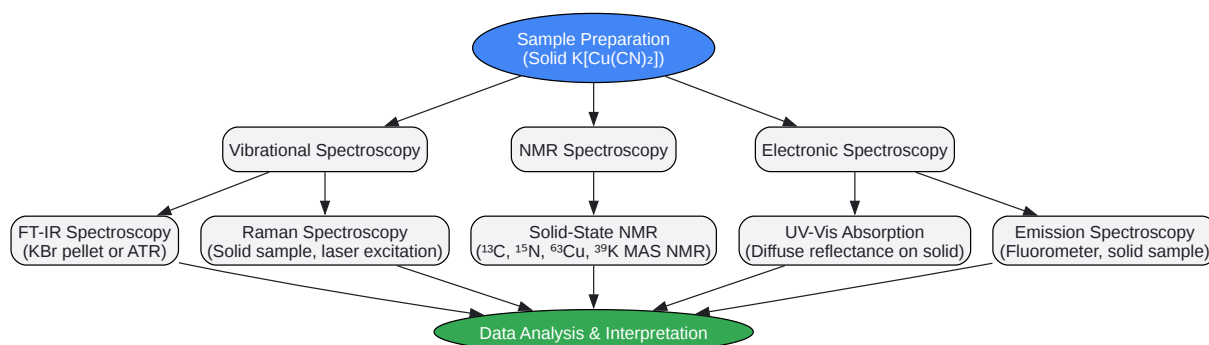 Sample Preparation
(Solid K[Cu(CN)₂])
Vibrational Spectroscopy
NMR Spectroscopy
Electronic Spectroscopy
FT-IR Spectroscopy
(KBr pellet or ATR)
Raman Spectroscopy
(Solid sample, laser excitation)
Solid-State NMR
(¹³C, ¹⁵N, ⁶³Cu, ³⁹K MAS NMR)
UV-Vis Absorption
(Diffuse reflectance on solid)
Emission Spectroscopy
(Fluorometer, solid sample)
Data Analysis & Interpretation